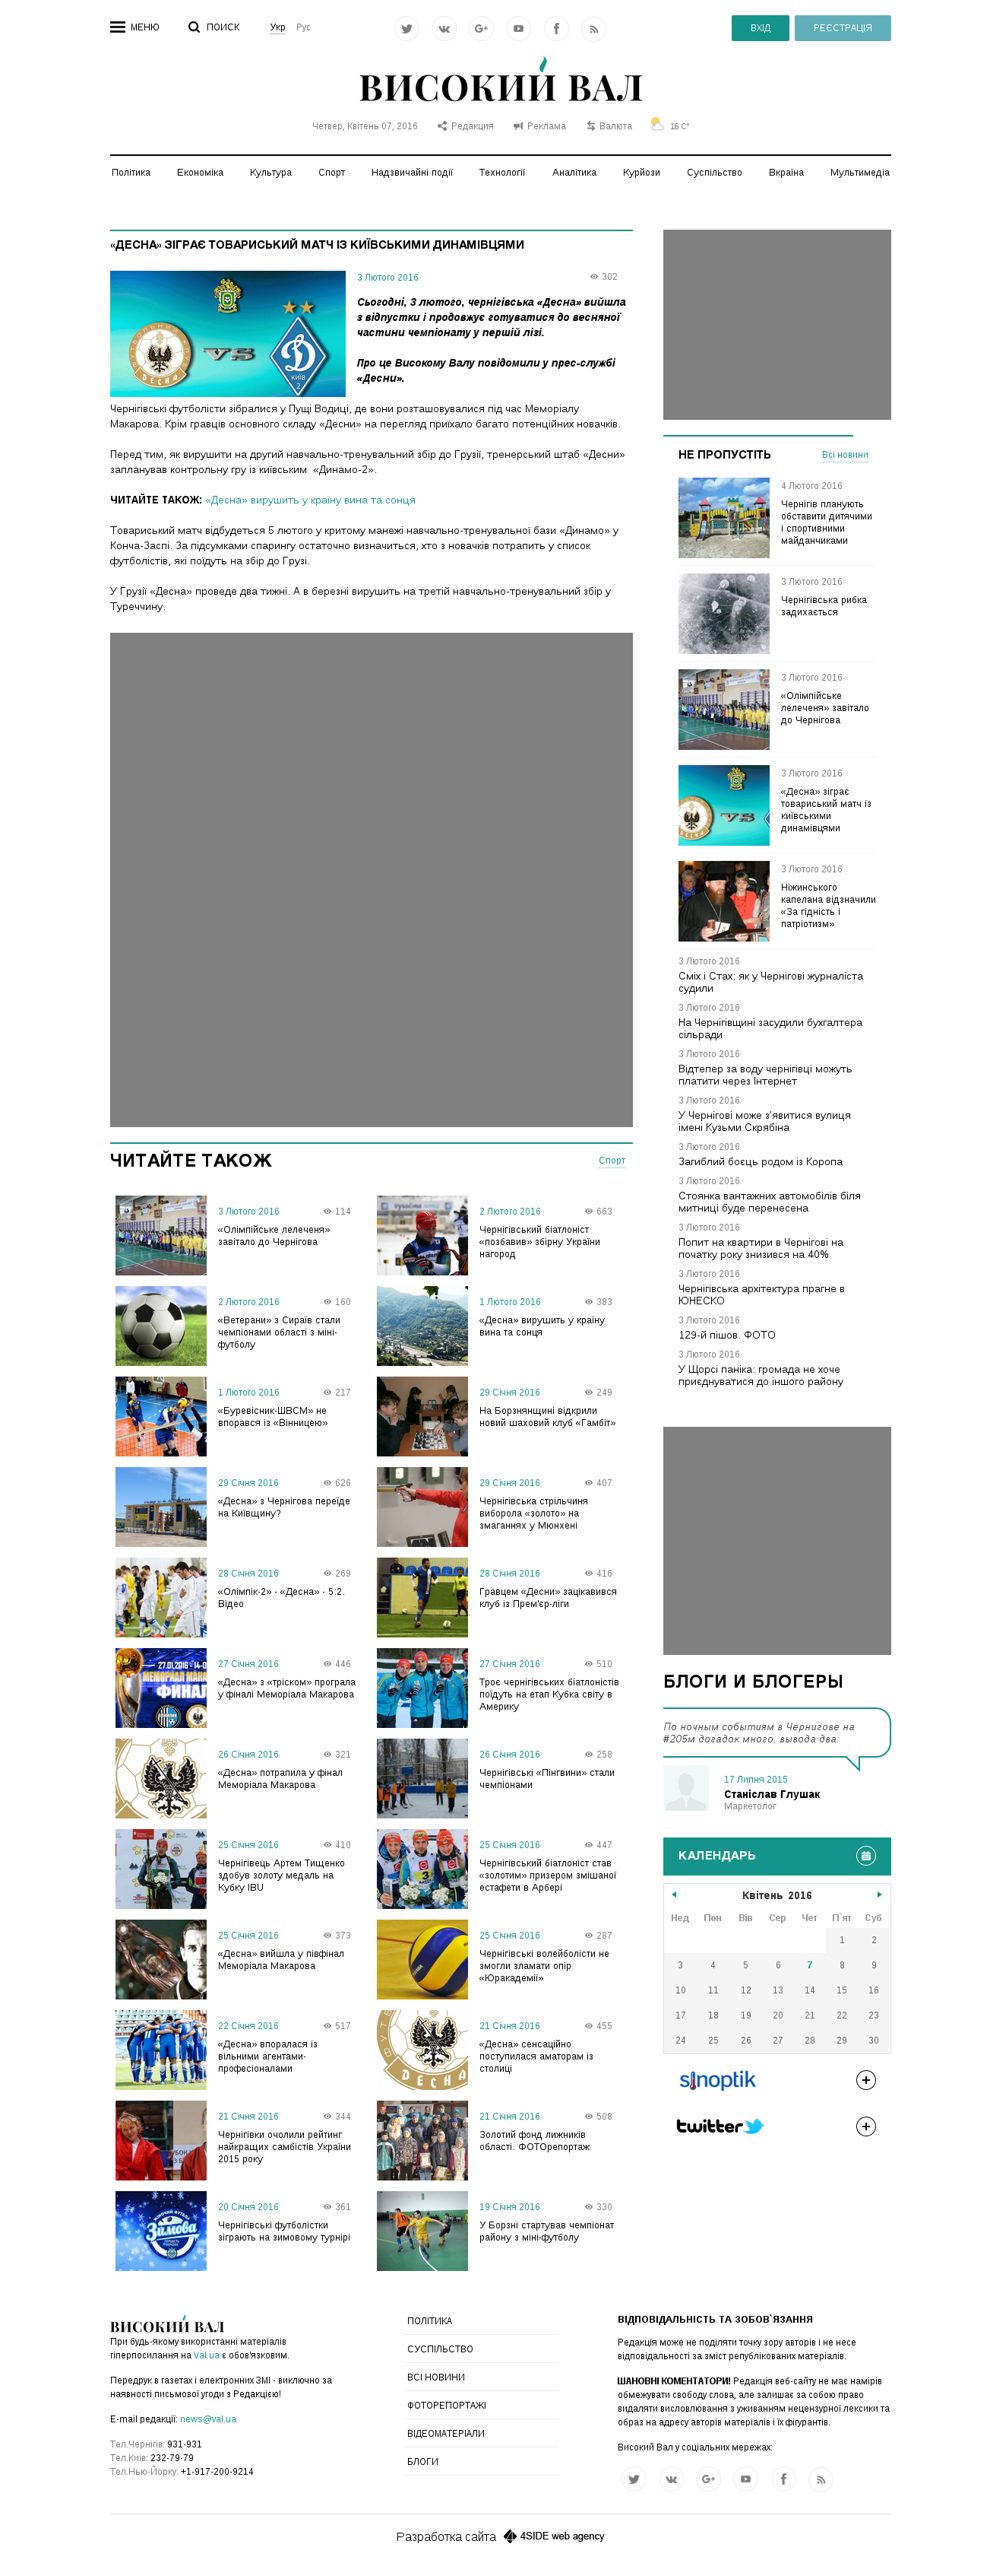 МЕНЮ ПОИСК Укр Рус ВХІД РЕЄСТРАЦІЯ
ВИСОКИЙ ВАЛ
Четвер, Квітень 07, 2016 Редакция Реклама Валюта 16 C°
Політика Економіка Культура Спорт Надзвичайні події Технології Аналітика Курйози Суспільство Вкраїна Мультимедіа
«ДЕСНА» ЗІГРАЄ ТОВАРИСЬКИЙ МАТЧ ІЗ КИЇВСЬКИМИ ДИНАМІВЦЯМИ
VS
ДЕСНА
КИЇВ
3 Лютого 2016 302
Сьогодні, 3 лютого, чернігівська «Десна» вийшла
з відпустки і продовжує готуватися до весняної
частини чемпіонату у першій лізі.
Про це Високому Валу повідомили у прес-службі
«Десни».
Чернігівські футболісти зібралися у Пущі Водиці, де вони розташовувалися під час Меморіалу
Макарова. Крім гравців основного складу «Десни» на перегляд приїхало багато потенційних новачків.
Перед тим, як вирушити на другий навчально-тренувальний збір до Грузії, тренерський штаб «Десни»
запланував контрольну гру із київським «Динамо-2».
ЧИТАЙТЕ ТАКОЖ: «Десна» вирушить у країну вина та сонця
Товариський матч відбудеться 5 лютого у критому манежі навчально-тренувальної бази «Динамо» у
Конча-Заспі. За підсумками спарингу остаточно визначиться, хто з новачків потрапить у список
футболістів, які поїдуть на збір до Грузії.
У Грузії «Десна» проведе два тижні. А в березні вирушить на третій навчально-тренувальний збір у
Туреччину.
ЧИТАЙТЕ ТАКОЖ Спорт
3 Лютого 2016 114
«Олімпійське лелеченя»
завітало до Чернігова
2 Лютого 2016 663
Чернігівський біатлоніст
«позбавив» збірну України
нагород
2 Лютого 2016 160
«Ветерани» з Сираїв стали
чемпіонами області з міні-
футболу
1 Лютого 2016 383
«Десна» вирушить у країну
вина та сонця
1 Лютого 2016 217
«Буревісник-ШВСМ» не
впорався із «Вінницею»
29 Січня 2016 249
На Борзнянщині відкрили
новий шаховий клуб «Гамбіт»
29 Січня 2016 626
«Десна» з Чернігова переїде
на Київщину?
29 Січня 2016 407
Чернігівська стрільчиня
виборола «золото» на
змаганнях у Мюнхені
28 Січня 2016 269
«Олімпік-2» - «Десна» - 5:2.
Відео
28 Січня 2016 416
Гравцем «Десни» зацікавився
клуб із Прем'єр-ліги
27 Січня 2016 446
«Десна» з «тріском» програла
у фіналі Меморіала Макарова
27 Січня 2016 510
Троє чернігівських біатлоністів
поїдуть на етап Кубка світу в
Америку
26 Січня 2016 321
«Десна» потрапила у фінал
Меморіала Макарова
26 Січня 2016 258
Чернігівські «Пінгвини» стали
чемпіонами
25 Січня 2016 410
Чернігівець Артем Тищенко
здобув золоту медаль на
Кубку IBU
25 Січня 2016 447
Чернігівський біатлоніст став
«золотим» призером змішаної
естафети в Арбері
25 Січня 2016 373
«Десна» вийшла у півфінал
Меморіала Макарова
25 Січня 2016 287
Чернігівські волейболісти не
змогли зламати опір
«Юракадемії»
22 Січня 2016 517
«Десна» впоралася із
вільними агентами-
професіоналами
21 Січня 2016 455
«Десна» сенсаційно
поступилася аматорам із
столиці
21 Січня 2016 344
Чернігівки очолили рейтинг
найкращих самбістів України
2015 року
21 Січня 2016 508
Золотий фонд лижників
області. ФОТОрепортаж
20 Січня 2016 361
Чернігівські футболістки
зіграють на зимовому турнірі
19 Січня 2016 330
У Борзні стартував чемпіонат
району з міні-футболу
НЕ ПРОПУСТІТЬ Всі новини
4 Лютого 2016
Чернігів планують
обставити дитячими
і спортивними
майданчиками
3 Лютого 2016
Чернігівська рибка
задихається
3 Лютого 2016
«Олімпійське
лелеченя» завітало
до Чернігова
3 Лютого 2016
«Десна» зіграє
товариський матч із
київськими
динамівцями
3 Лютого 2016
Ніжинського
капелана відзначили
«За гідність і
патріотизм»
3 Лютого 2016
Сміх і Стах: як у Чернігові журналіста
судили
3 Лютого 2016
На Чернігівщині засудили бухгалтера
сільради
3 Лютого 2016
Відтепер за воду чернігівці можуть
платити через Інтернет
3 Лютого 2016
У Чернігові може з'явитися вулиця
імені Кузьми Скрябіна
3 Лютого 2016
Загиблий боєць родом із Коропа
3 Лютого 2016
Стоянка вантажних автомобілів біля
митниці буде перенесена
3 Лютого 2016
Попит на квартири в Чернігові на
початку року знизився на 40%
3 Лютого 2016
Чернігівська архітектура прагне в
ЮНЕСКО
3 Лютого 2016
129-й пішов. ФОТО
3 Лютого 2016
У Щорсі паніка: громада не хоче
приєднуватися до іншого району
БЛОГИ И БЛОГЕРЫ
По ночным событиям в Чернигове на
#205м догадок много, вывода два:
17 Липня 2015
Станіслав Глушак
Маркетолог
КАЛЕНДАРЬ
Квітень 2016
Нед Пон Вів Сер Чет П`ят Суб
1 2
3 4 5 6 7 8 9
10 11 12 13 14 15 16
17 18 19 20 21 22 23
24 25 26 27 28 29 30
sinoptik
twitter
ВИСОКИЙ ВАЛ
При будь-якому використанні матеріалів
гіперпосилання на Val.ua є обов'язковим.
Передрук в газетах і електронних ЗМІ - виключно за
наявності письмової угоди з Редакцією!
E-mail редакції: news@val.ua
Тел.Чернігів: 931-931
Тел.Київ: 232-79-79
Тел.Нью-Йорку: +1-917-200-9214
ПОЛІТИКА
СУСПІЛЬСТВО
ВСІ НОВИНИ
ФОТОРЕПОРТАЖІ
ВІДЕОМАТЕРІАЛИ
БЛОГИ
ВІДПОВІДАЛЬНІСТЬ ТА ЗОБОВ`ЯЗАННЯ
Редакція може не поділяти точку зору авторів і не несе
відповідальності за зміст републікованих матеріалів.
ШАНОВНІ КОМЕНТАТОРИ! Редакція веб-сайту не має намірів
обмежувати свободу слова, але залишає за собою право
видаляти висловлювання з уживанням нецензурної лексики та
образ на адресу авторів матеріалів і їх фігурантів.
Високий Вал у соціальних мережах:
Разработка сайта 4SIDE web agency